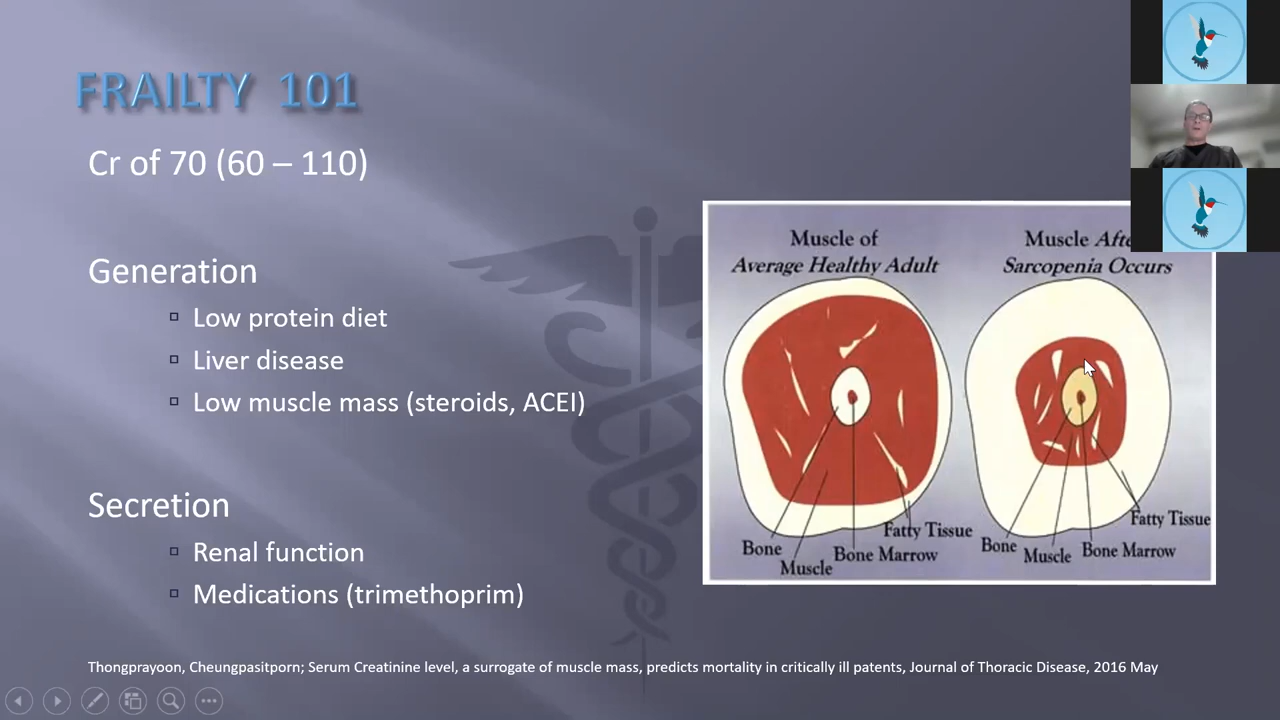 FRAILTY 101
Cr of 70 (60 – 110)
Generation
Low protein diet
Liver disease
Low muscle mass (steroids, ACEI)
Secretion
Renal function
Medications (trimethoprim)
Muscle of
Average Healthy Adult
Muscle Afte
Sarcopenia Occurs
Bone
Muscle
Bone Marrow
Fatty Tissue
Bone
Muscle
Bone Marrow
Fatty Tissue
Thongprayoon, Cheungpasitporn; Serum Creatinine level, a surrogate of muscle mass, predicts mortality in critically ill patents, Journal of Thoracic Disease, 2016 May